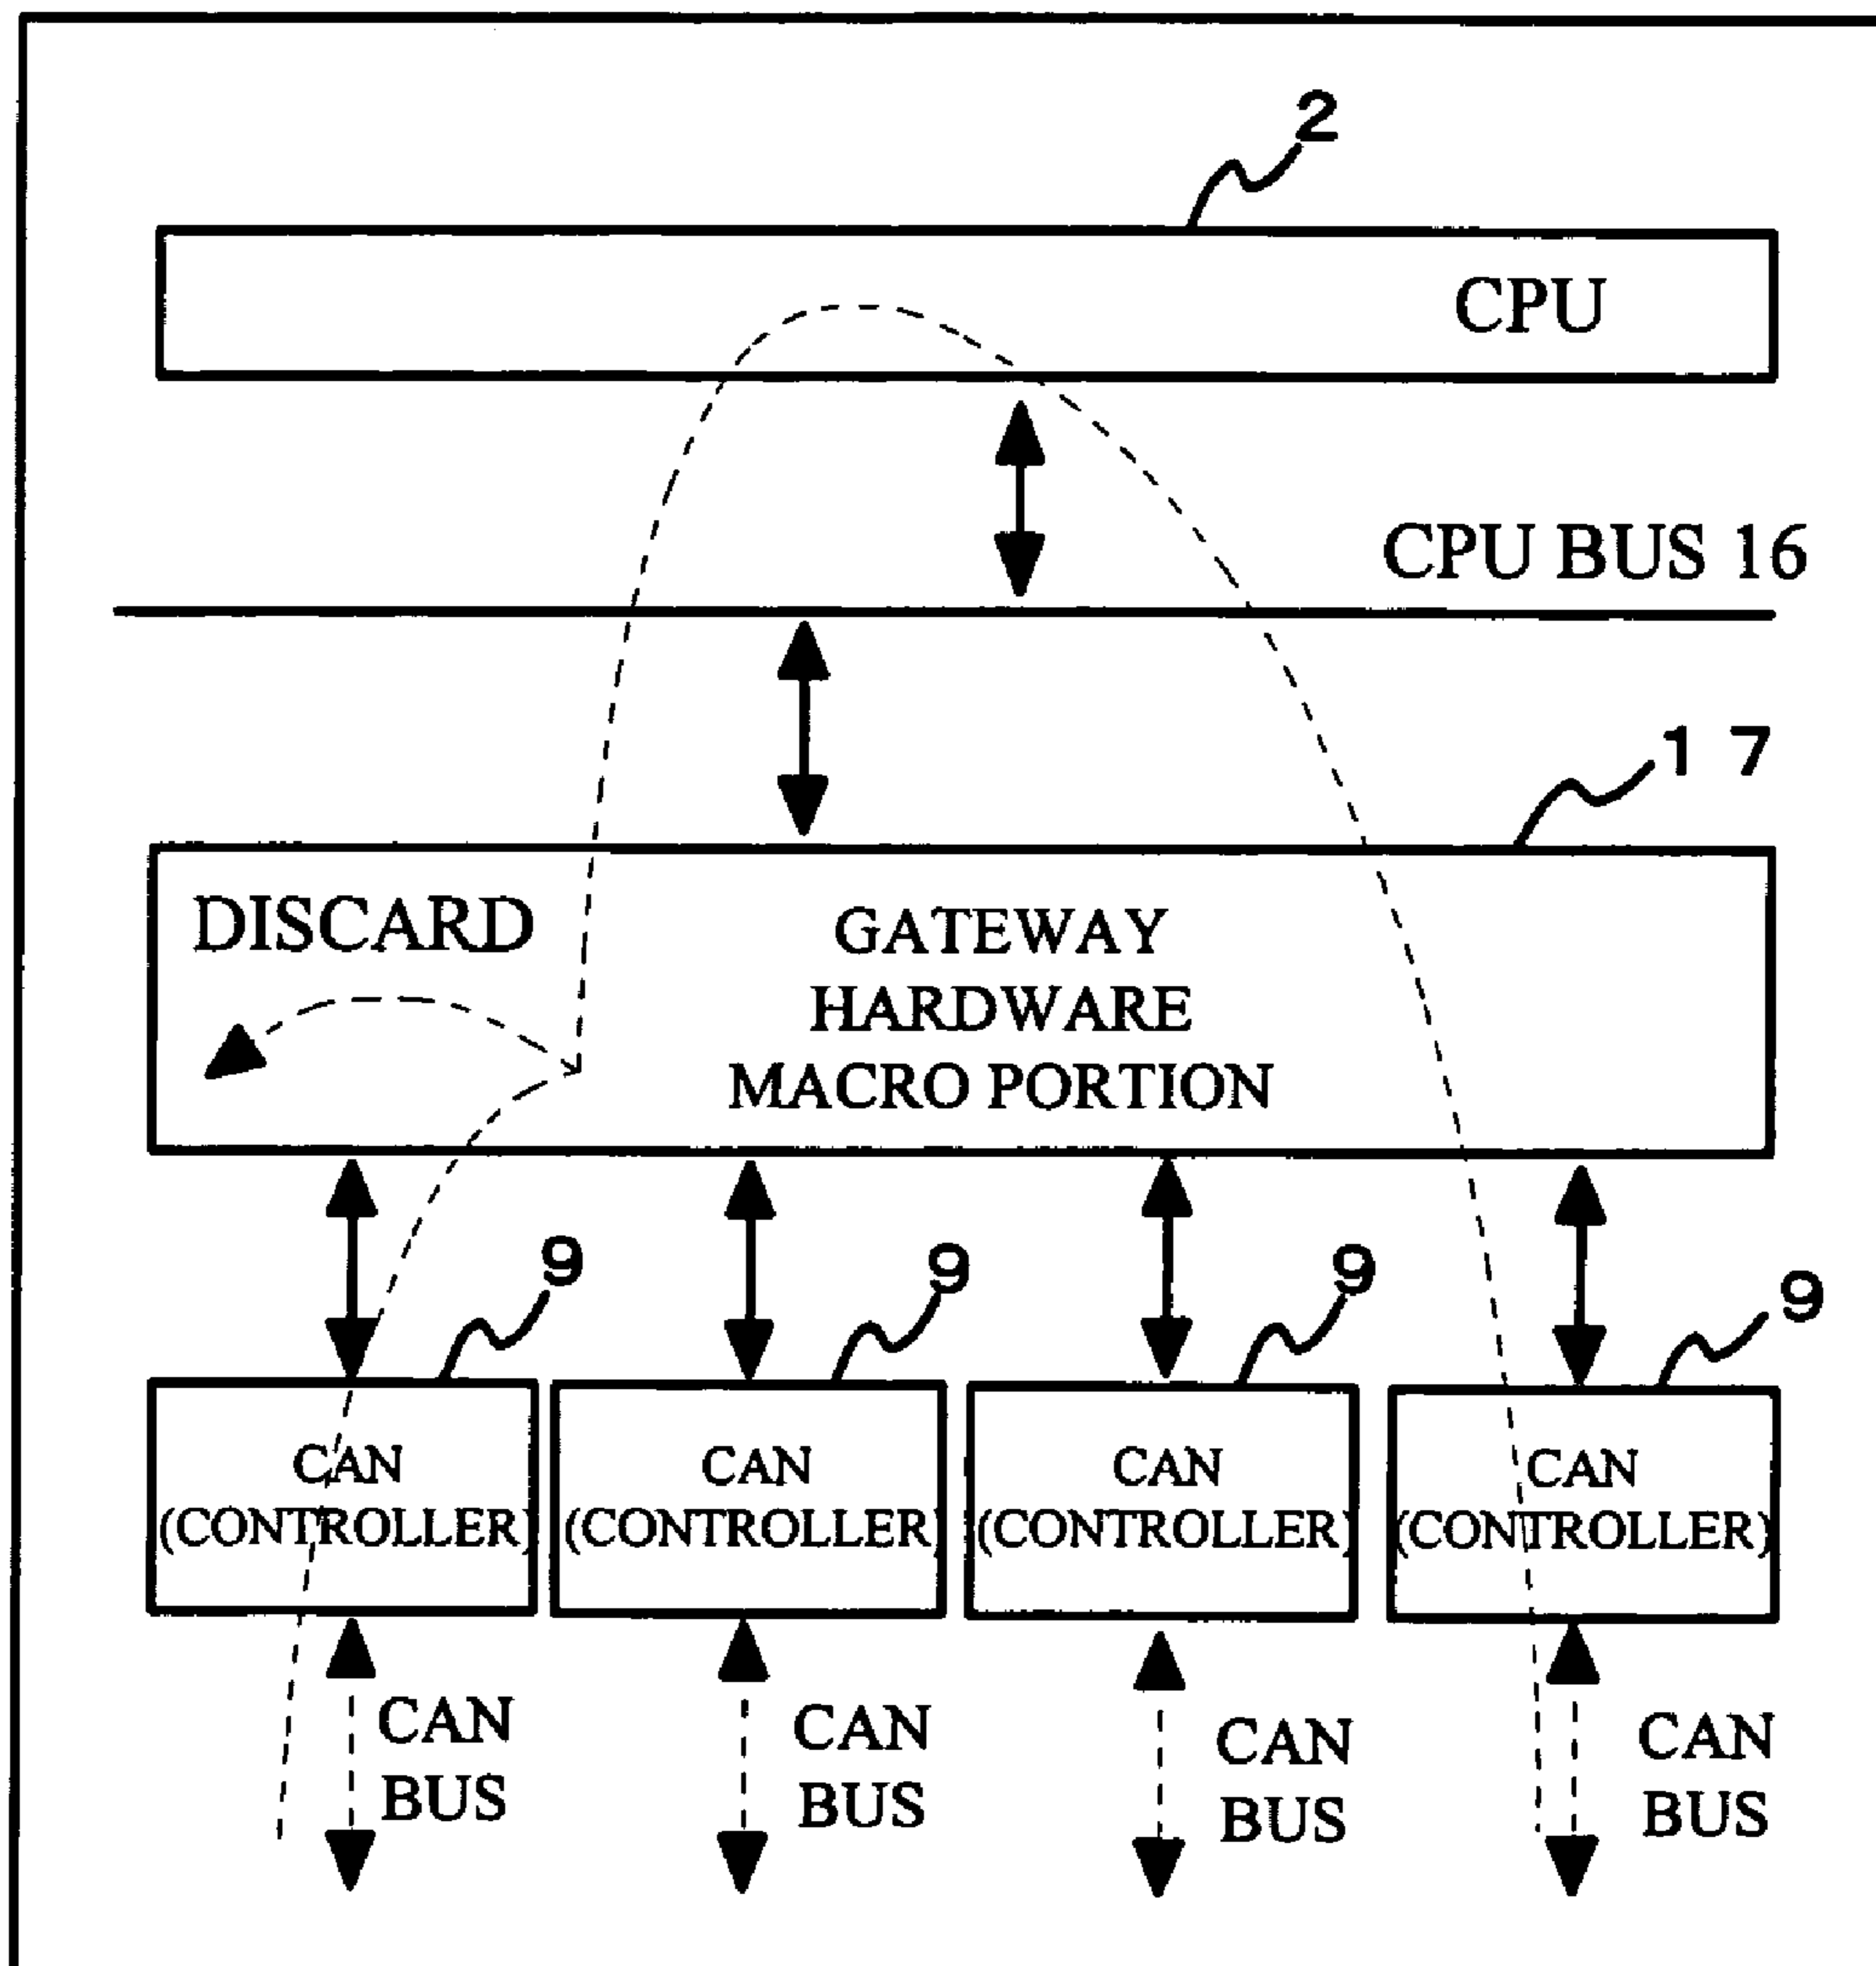 2
CPU
CPU BUS 16
1 7
DISCARD
GATEWAY
HARDWARE
MACRO PORTION
9
9
9
9
CAN
(CONTROLLER)
CAN
(CONTROLLER)
CAN
(CONTROLLER)
CAN
(CONTROLLER)
CAN
BUS
CAN
BUS
CAN
BUS
CAN
BUS